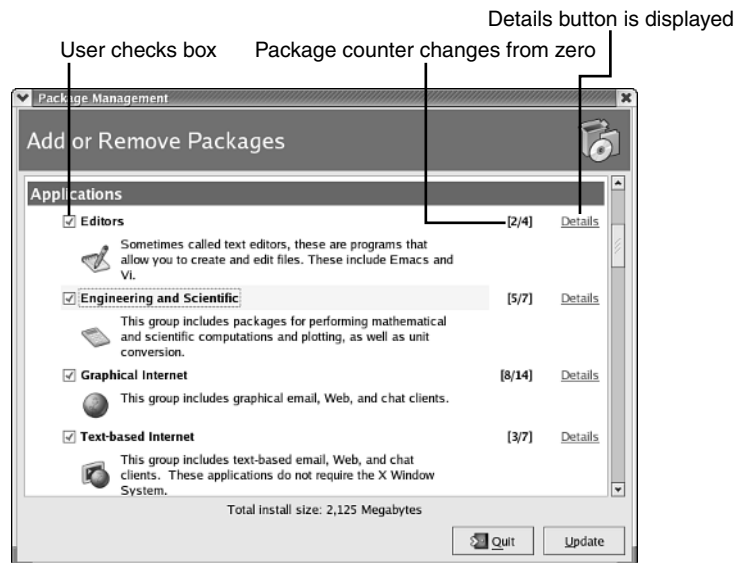 Details button is displayed
User checks box
Package counter changes from zero
Package Management
Add or Remove Packages
Applications
Editors [2/4] Details
Sometimes called text editors, these are programs that
allow you to create and edit files. These include Emacs and
Vi.
Engineering and Scientific [5/7] Details
This group includes packages for performing mathematical
and scientific computations and plotting, as well as unit
conversion.
Graphical Internet [8/14] Details
This group includes graphical email, Web, and chat clients.
Text-based Internet [3/7] Details
This group includes text-based email, Web, and chat
clients. These applications do not require the X Window
System.
Total install size: 2,125 Megabytes
Quit Update